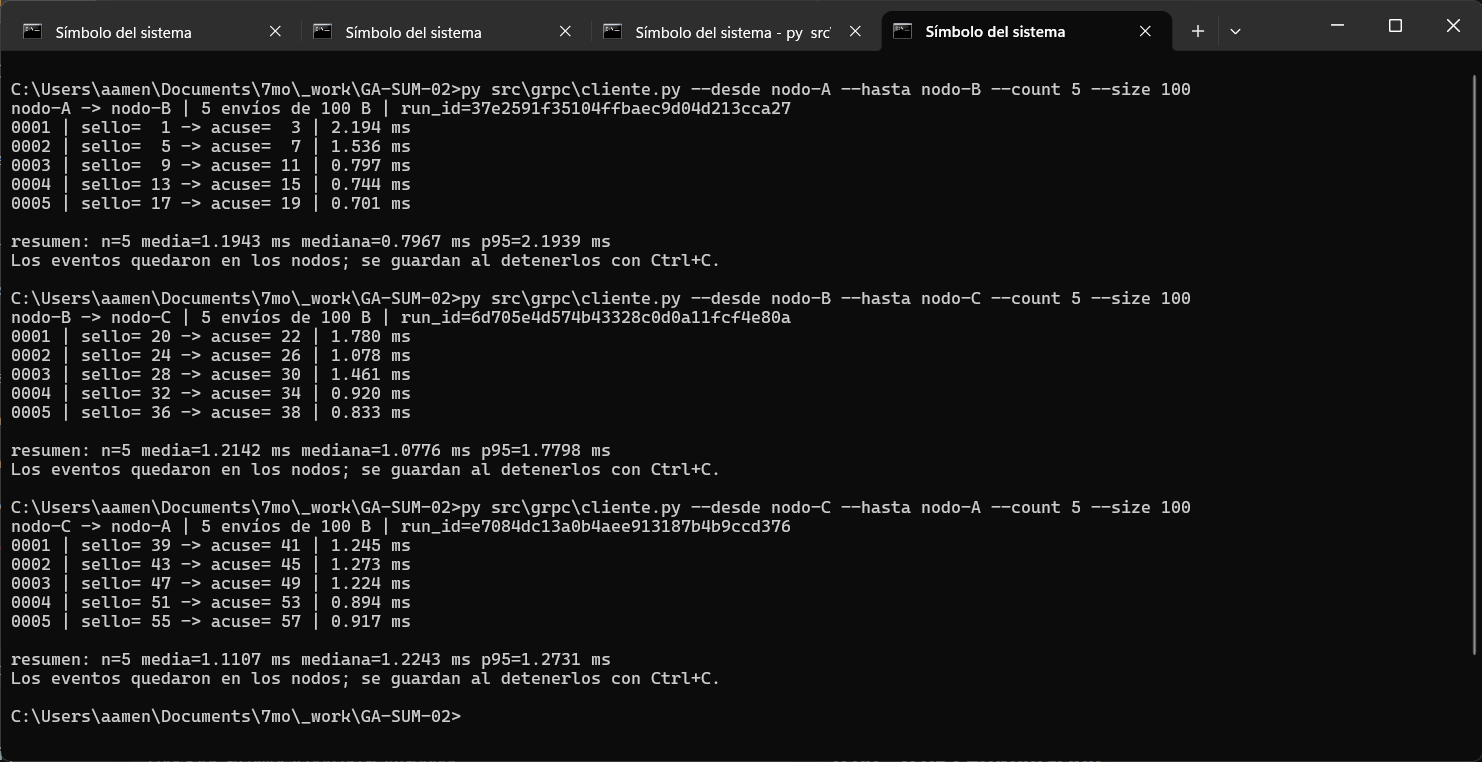 Símbolo del sistema
Símbolo del sistema
Símbolo del sistema - py src\
Símbolo del sistema
C:\Users\aamen\Documents\7mo\_work\GA-SUM-02>py src\grpc\cliente.py --desde nodo-A --hasta nodo-B --count 5 --size 100
nodo-A -> nodo-B | 5 envíos de 100 B | run_id=37e2591f35104ffbaec9d04d213cca27
0001 | sello=  1 -> acuse=  3 | 2.194 ms
0002 | sello=  5 -> acuse=  7 | 1.536 ms
0003 | sello=  9 -> acuse= 11 | 0.797 ms
0004 | sello= 13 -> acuse= 15 | 0.744 ms
0005 | sello= 17 -> acuse= 19 | 0.701 ms
resumen: n=5 media=1.1943 ms mediana=0.7967 ms p95=2.1939 ms
Los eventos quedaron en los nodos; se guardan al detenerlos con Ctrl+C.
C:\Users\aamen\Documents\7mo\_work\GA-SUM-02>py src\grpc\cliente.py --desde nodo-B --hasta nodo-C --count 5 --size 100
nodo-B -> nodo-C | 5 envíos de 100 B | run_id=6d705e4d574b43328c0d0a11fcf4e80a
0001 | sello= 20 -> acuse= 22 | 1.780 ms
0002 | sello= 24 -> acuse= 26 | 1.078 ms
0003 | sello= 28 -> acuse= 30 | 1.461 ms
0004 | sello= 32 -> acuse= 34 | 0.920 ms
0005 | sello= 36 -> acuse= 38 | 0.833 ms
resumen: n=5 media=1.2142 ms mediana=1.0776 ms p95=1.7798 ms
Los eventos quedaron en los nodos; se guardan al detenerlos con Ctrl+C.
C:\Users\aamen\Documents\7mo\_work\GA-SUM-02>py src\grpc\cliente.py --desde nodo-C --hasta nodo-A --count 5 --size 100
nodo-C -> nodo-A | 5 envíos de 100 B | run_id=e7084dc13a0b4aee913187b4b9ccd376
0001 | sello= 39 -> acuse= 41 | 1.245 ms
0002 | sello= 43 -> acuse= 45 | 1.273 ms
0003 | sello= 47 -> acuse= 49 | 1.224 ms
0004 | sello= 51 -> acuse= 53 | 0.894 ms
0005 | sello= 55 -> acuse= 57 | 0.917 ms
resumen: n=5 media=1.1107 ms mediana=1.2243 ms p95=1.2731 ms
Los eventos quedaron en los nodos; se guardan al detenerlos con Ctrl+C.
C:\Users\aamen\Documents\7mo\_work\GA-SUM-02>